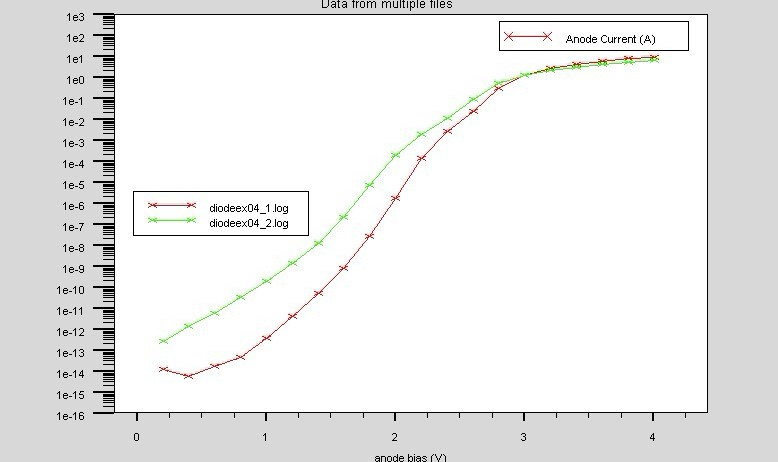 Data from multiple files
1e3
1e2
1e1
1e0
1e-1
1e-2
1e-3
1e-4
1e-5
1e-6
1e-7
1e-8
1e-9
1e-10
1e-11
1e-12
1e-13
1e-14
1e-15
1e-16
Anode Current (A)
diodeex04_1.log
diodeex04_2.log
0 1 2 3 4
anode bias (V)